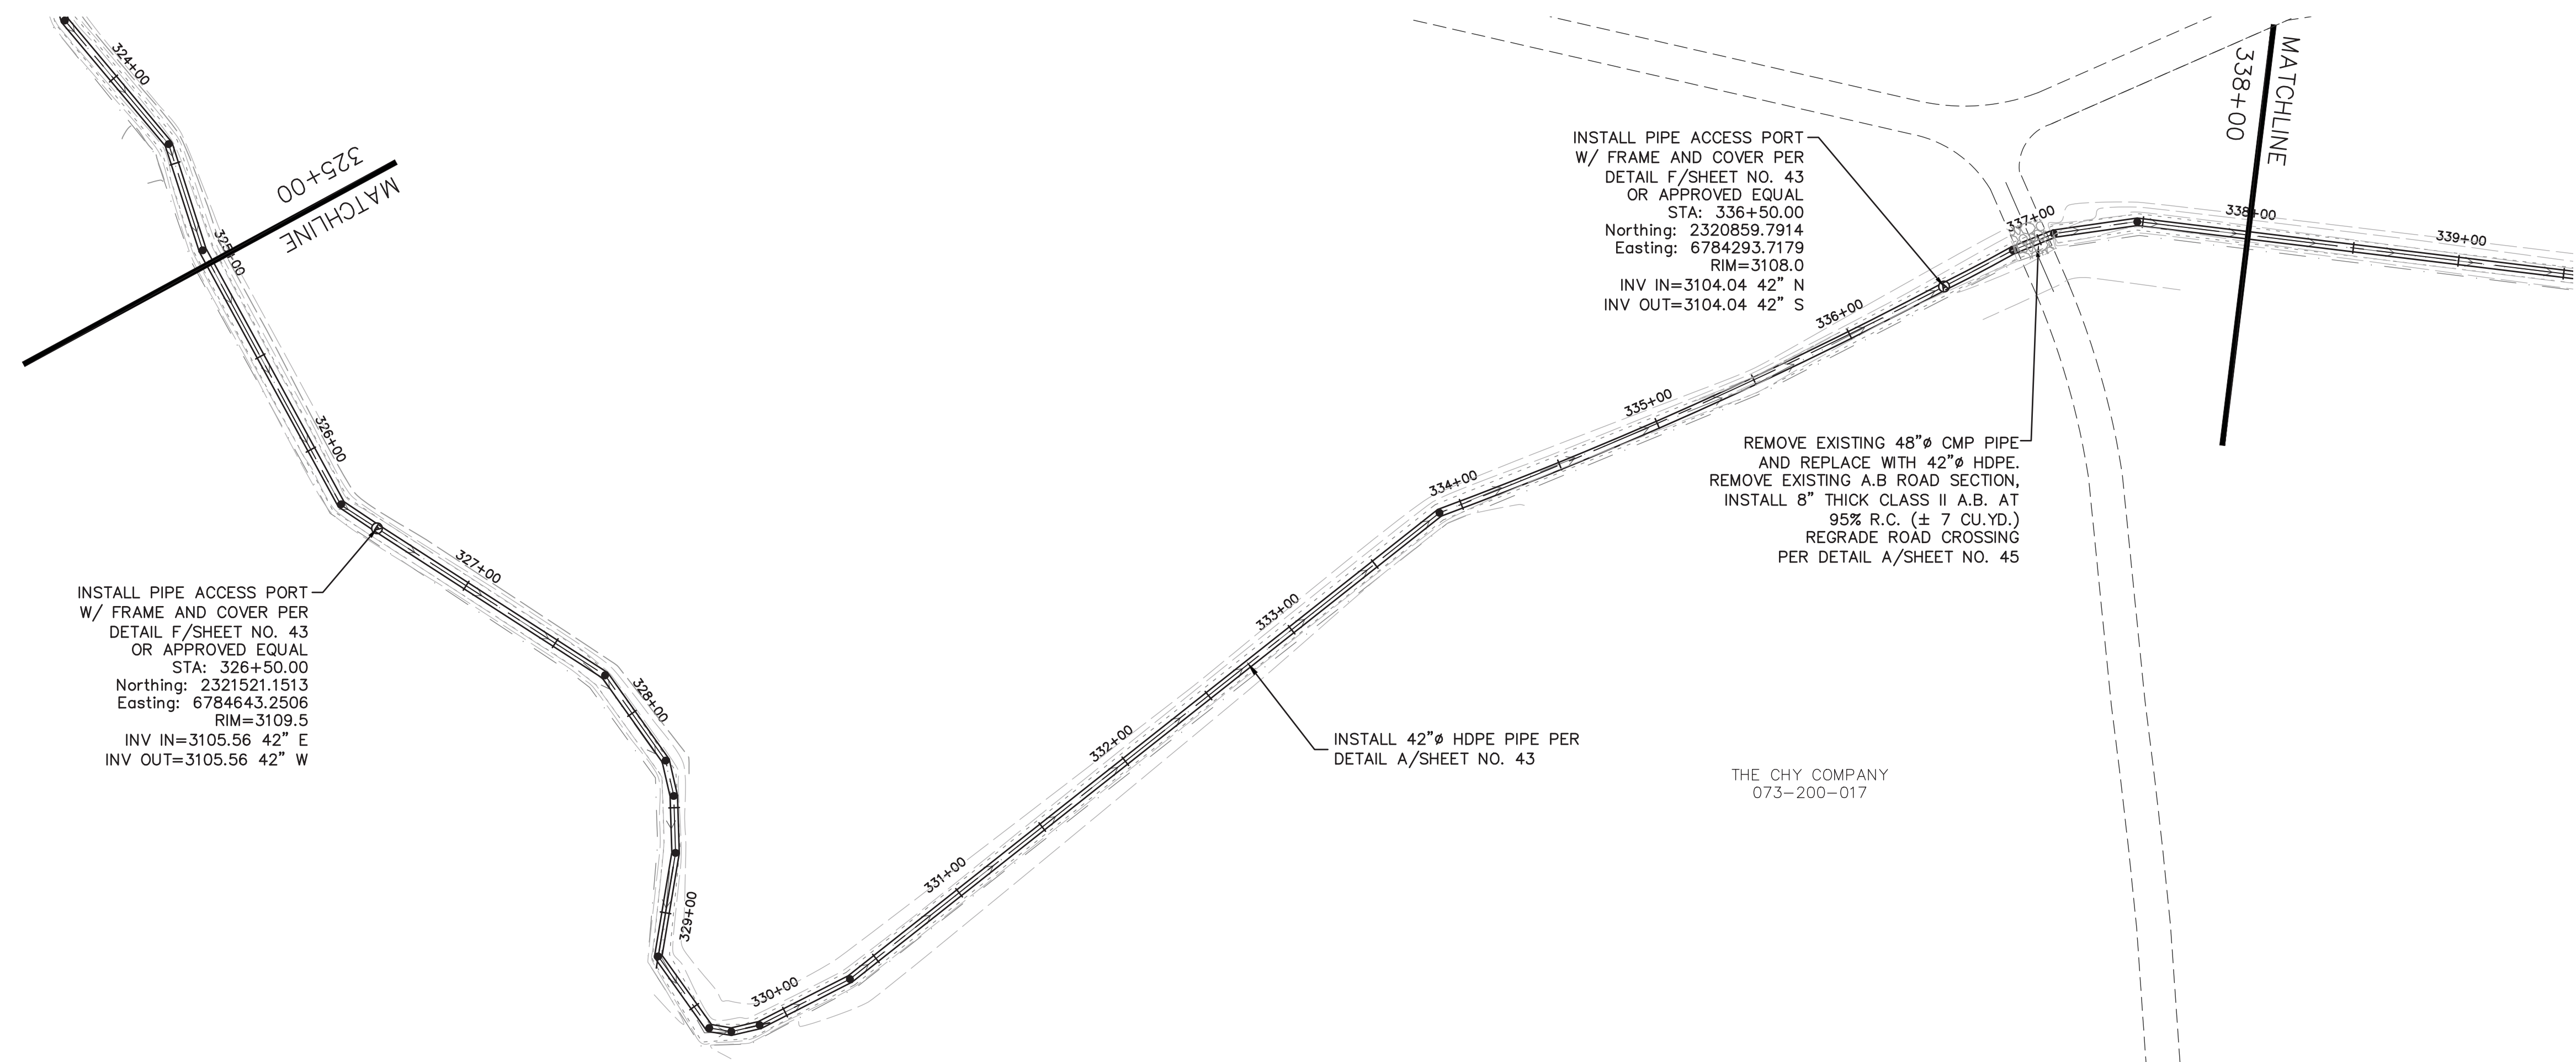 324+00
325+00
MATCHLINE
325+00
326+00
INSTALL PIPE ACCESS PORT
W/ FRAME AND COVER PER
DETAIL F/SHEET NO. 43
OR APPROVED EQUAL
STA: 326+50.00
Northing: 2321521.1513
Easting: 6784643.2506
RIM=3109.5
INV IN=3105.56 42” E
INV OUT=3105.56 42” W
327+00
328+00
329+00
330+00
331+00
332+00
333+00
INSTALL 42”ø HDPE PIPE PER
DETAIL A/SHEET NO. 43
334+00
335+00
336+00
INSTALL PIPE ACCESS PORT
W/ FRAME AND COVER PER
DETAIL F/SHEET NO. 43
OR APPROVED EQUAL
STA: 336+50.00
Northing: 2320859.7914
Easting: 6784293.7179
RIM=3108.0
INV IN=3104.04 42” N
INV OUT=3104.04 42” S
337+00
REMOVE EXISTING 48”ø CMP PIPE
AND REPLACE WITH 42”ø HDPE.
REMOVE EXISTING A.B ROAD SECTION,
INSTALL 8” THICK CLASS II A.B. AT
95% R.C. (± 7 CU.YD.)
REGRADE ROAD CROSSING
PER DETAIL A/SHEET NO. 45
THE CHY COMPANY
073-200-017
MATCHLINE
338+00
338+00
339+00